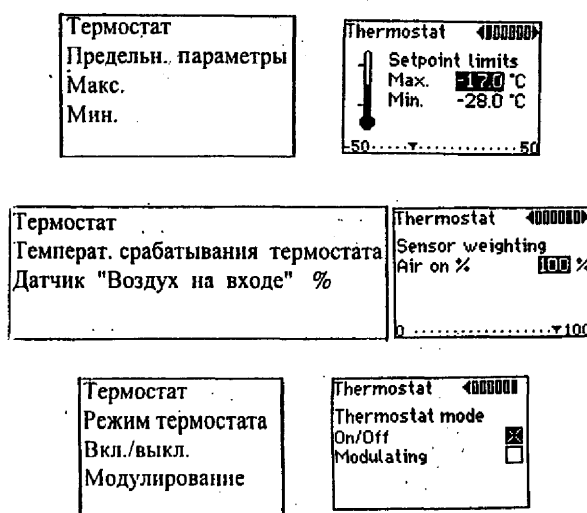 Термостат
Предельн. параметры
Макс.
Мин.
Thermostat
Setpoint limits
Max. -17.0 °C
Min. -28.0 °C
-50 50
Термостат
Температ. срабатывания термостата
Датчик "Воздух на входе" %
Thermostat
Sensor weighting
Air on % 100 %
0 100
Термостат
Режим термостата
Вкл./выкл.
Модулирование
Thermostat
Thermostat mode
On/Off
Modulating